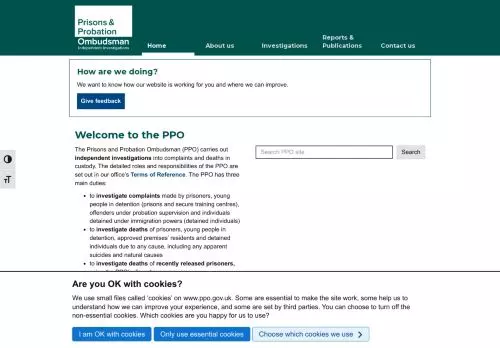 Prisons &
Probation
Ombudsman
Independent Investigations
Home
About us
Investigations
Reports &
Publications
Contact us
How are we doing?
We want to know how our website is working for you and where we can improve.
Give feedback
Welcome to the PPO
The Prisons and Probation Ombudsman (PPO) carries out
independent investigations into complaints and deaths in
custody. The detailed roles and responsibilities of the PPO are
set out in our office's Terms of Reference. The PPO has three
main duties:
to investigate complaints made by prisoners, young
people in detention (prisons and secure training centres),
offenders under probation supervision and individuals
detained under immigration powers (detained individuals)
to investigate deaths of prisoners, young people in
detention, approved premises' residents and detained
individuals due to any cause, including any apparent
suicides and natural causes
to investigate deaths of recently released prisoners,
Search PPO site
Search
Are you OK with cookies?
We use small files called 'cookies' on www.ppo.gov.uk. Some are essential to make the site work, some help us to
understand how we can improve your experience, and some are set by third parties. You can choose to turn off the
non-essential cookies. Which cookies are you happy for us to use?
I am OK with cookies
Only use essential cookies
Choose which cookies we use